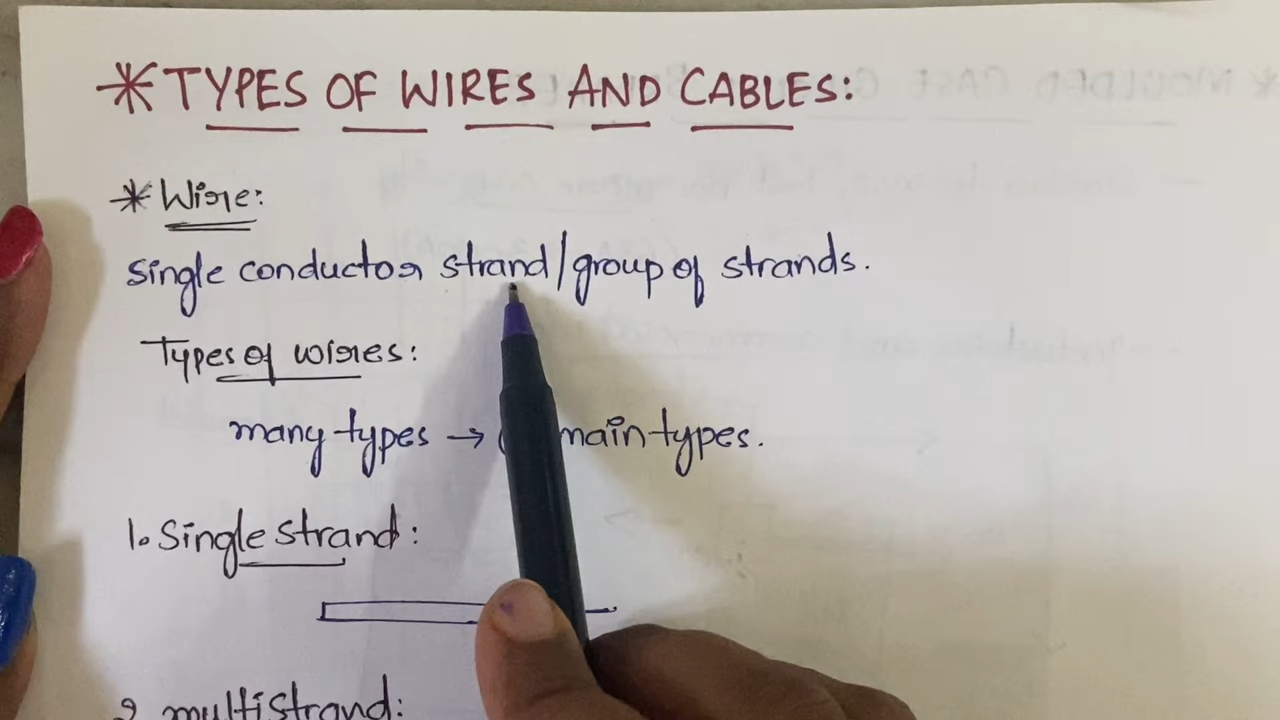 * TYPES OF WIRES AND CABLES:
* Wire:
Single conductor strand/group of strands.
Types of wires:
many types → main types.
1. Single strand:
2. multistrand: